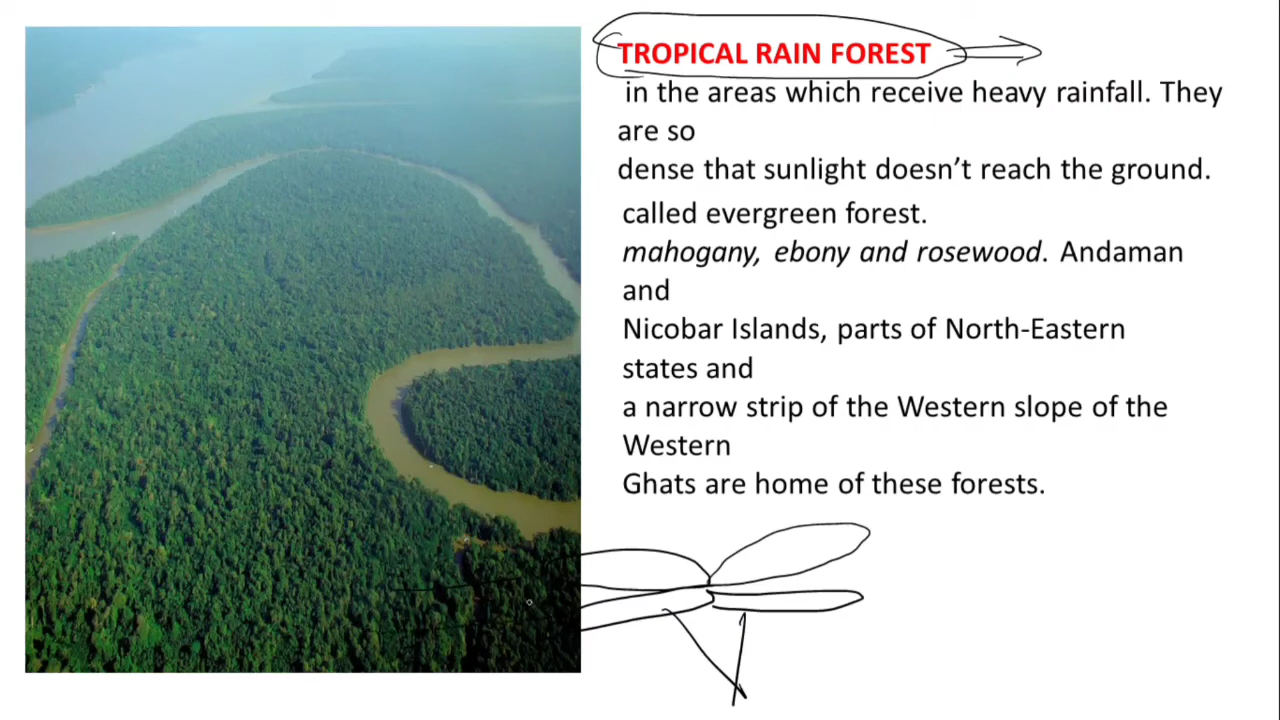 TROPICAL RAIN FOREST
in the areas which receive heavy rainfall. They
are so
dense that sunlight doesn’t reach the ground.
called evergreen forest.
mahogany, ebony and rosewood. Andaman
and
Nicobar Islands, parts of North-Eastern
states and
a narrow strip of the Western slope of the
Western
Ghats are home of these forests.